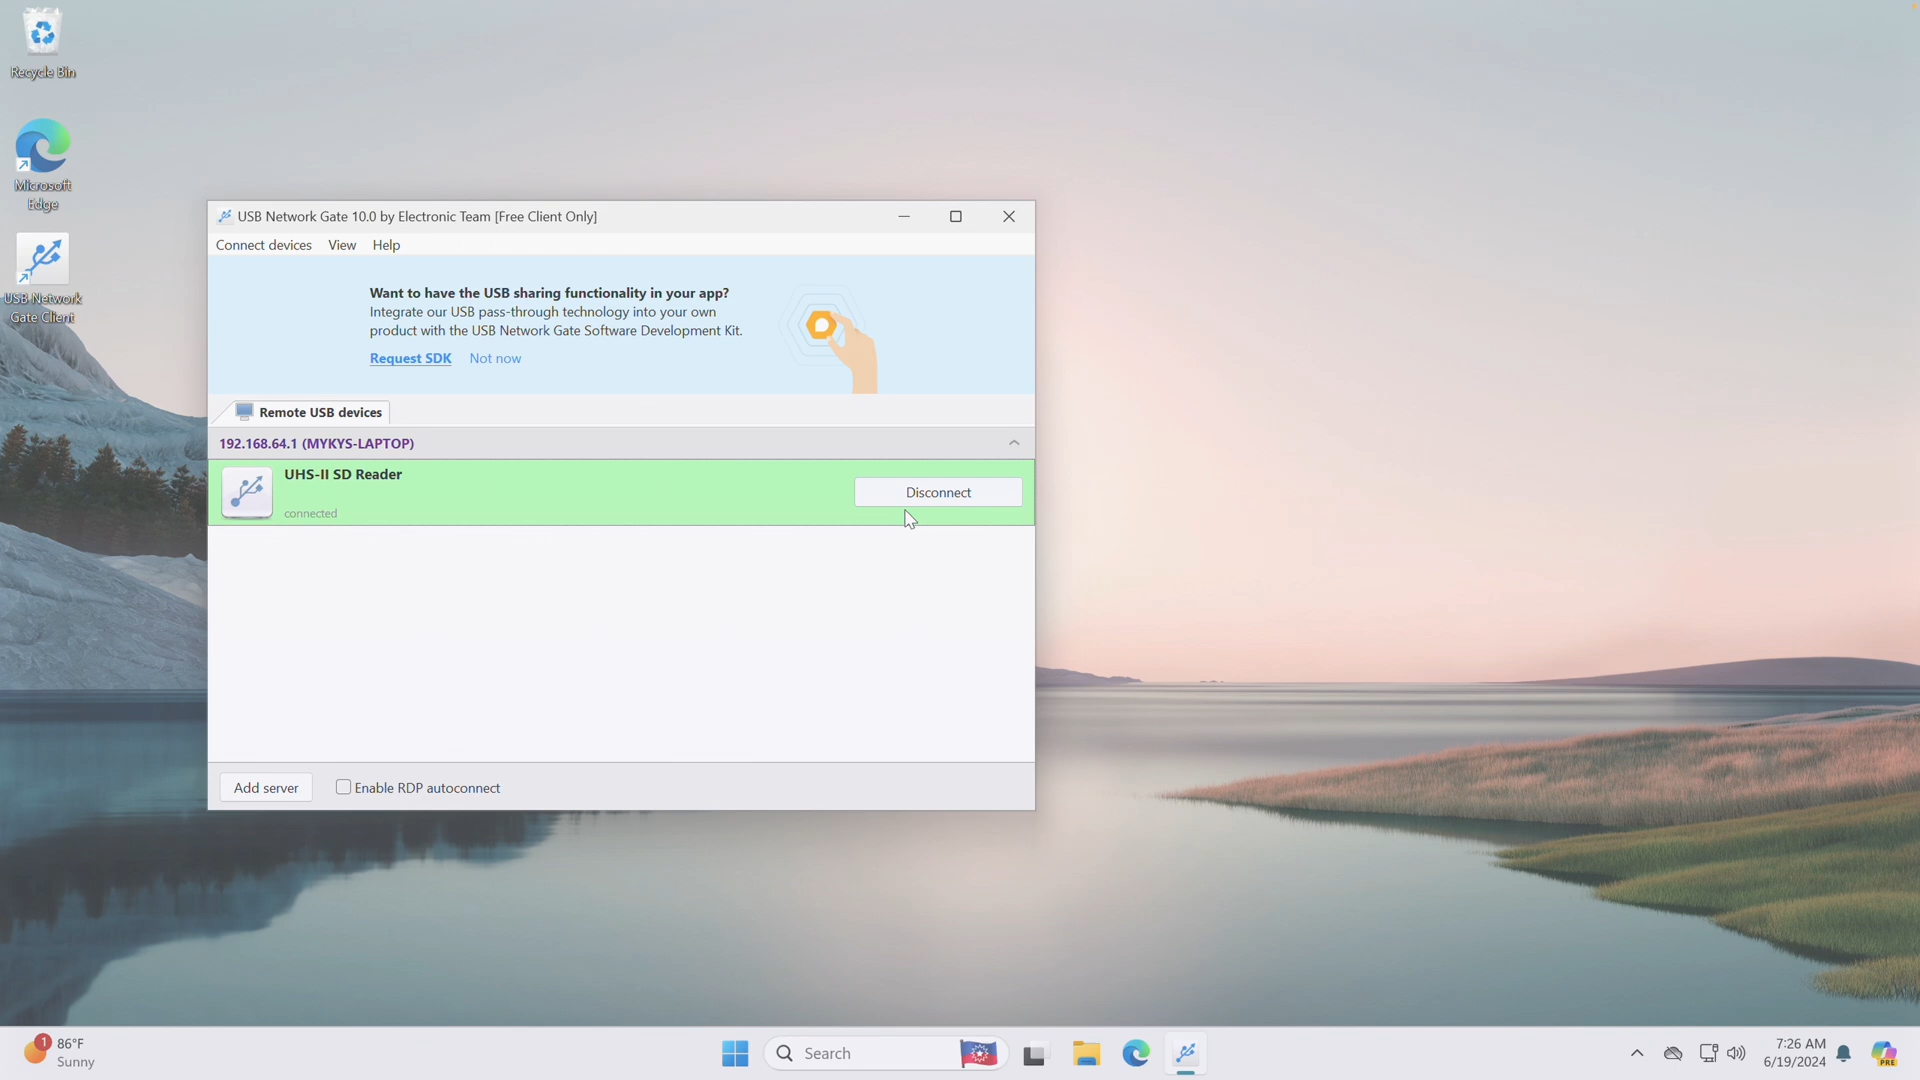 Recycle Bin
Microsoft
Edge
USB Network
Gate Client
USB Network Gate 10.0 by Electronic Team [Free Client Only]
Connect devices View Help
Want to have the USB sharing functionality in your app?
Integrate our USB pass-through technology into your own
product with the USB Network Gate Software Development Kit.
Request SDK Not now
Remote USB devices
192.168.64.1 (MYKYS-LAPTOP)
UHS-II SD Reader
connected
Disconnect
Add server Enable RDP autoconnect
1
86°F
Sunny
Search
7:26 AM
6/19/2024
PRE